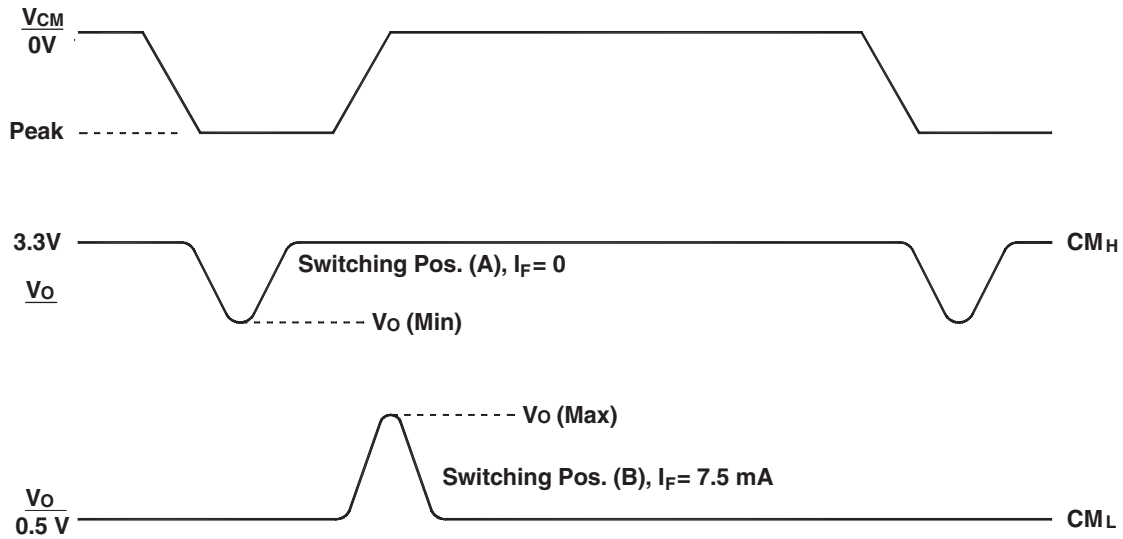 VCM
0V
Peak
3.3V
CMH
Switching Pos. (A), IF= 0
VO
VO (Min)
VO (Max)
Switching Pos. (B), IF= 7.5 mA
VO
0.5 V
CML